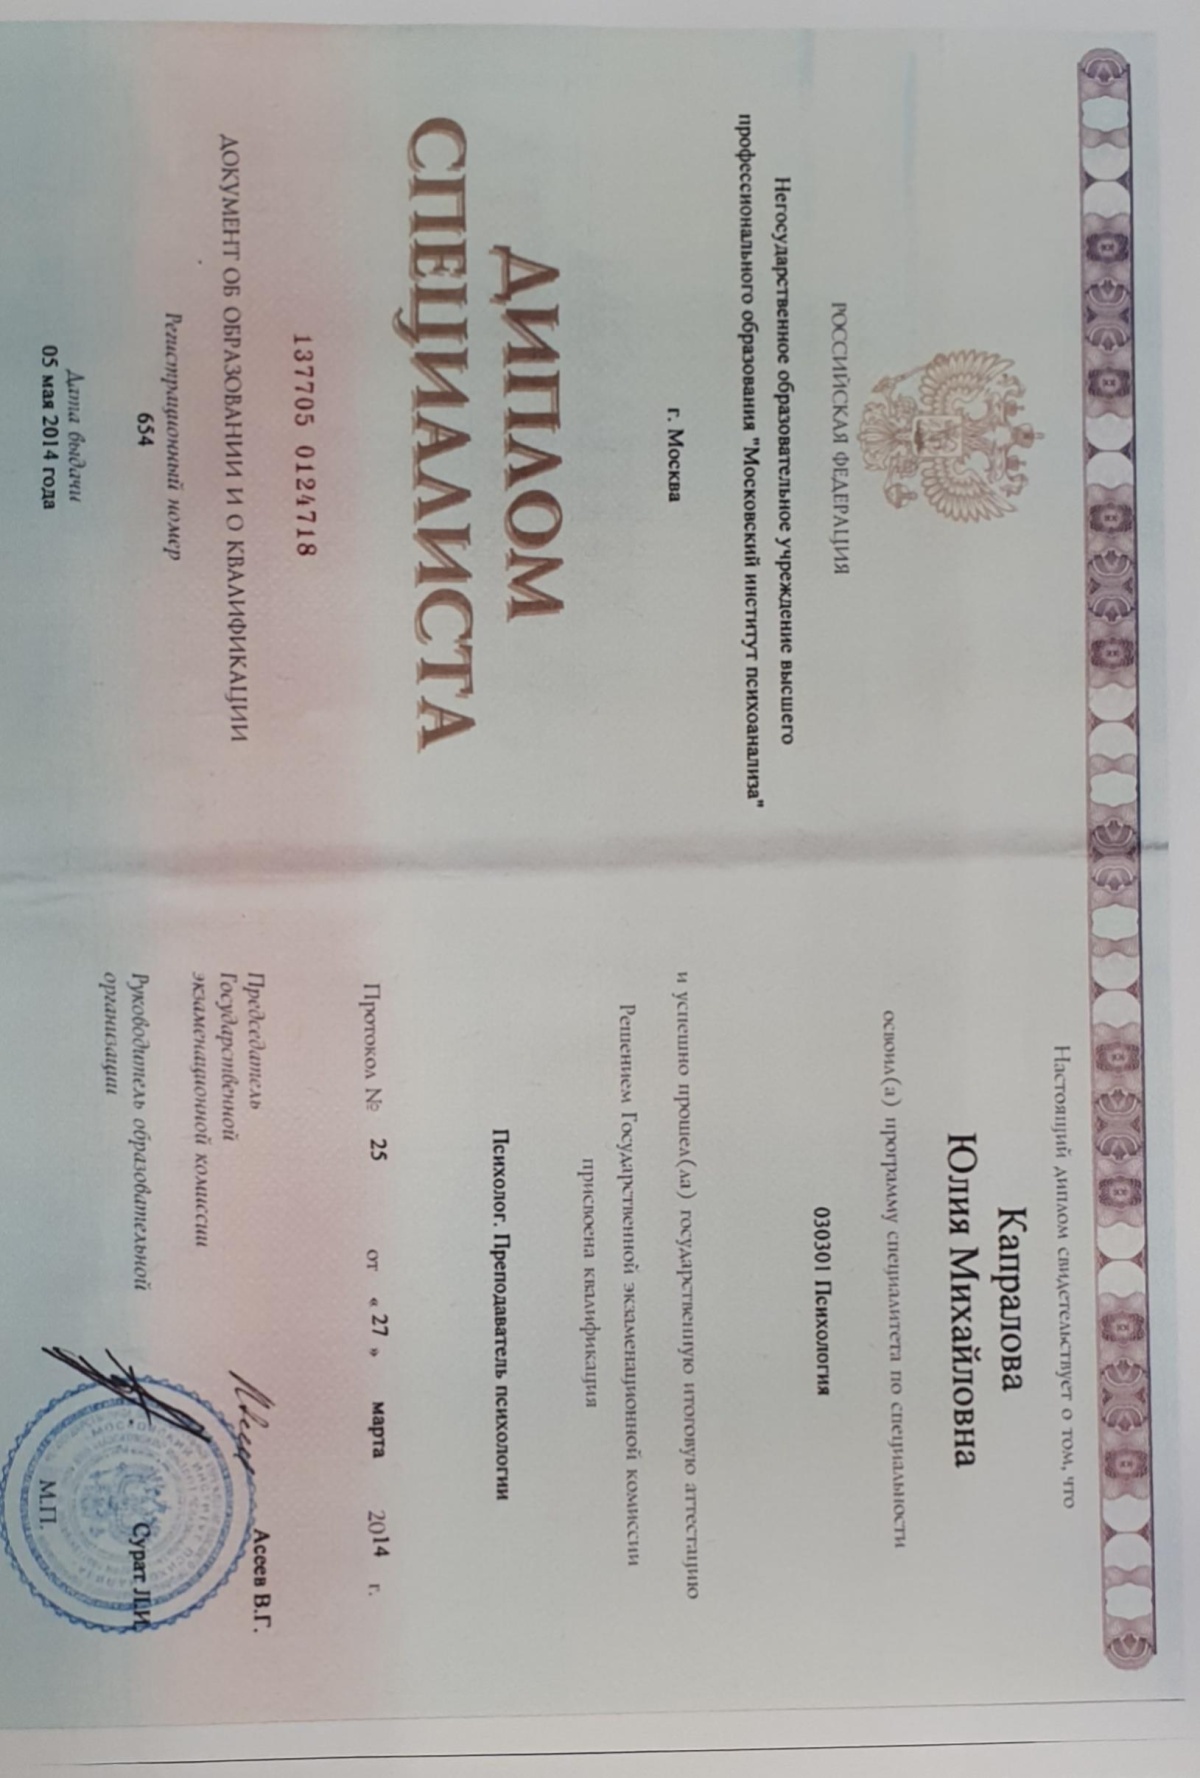 РОССИЙСКАЯ ФЕДЕРАЦИЯ
Негосударственное образовательное учреждение высшего
профессионального образования "Московский институт психоанализа"
г. Москва
ДИПЛОМ
СПЕЦИАЛИСТА
137705 0124718
ДОКУМЕНТ ОБ ОБРАЗОВАНИИ И О КВАЛИФИКАЦИИ
Регистрационный номер
654
Дата выдачи
05 мая 2014 года
Настоящий диплом свидетельствует о том, что
Капралова
Юлия Михайловна
освоил(а) программу специалитета по специальности
030301 Психология
и успешно прошел(ла) государственную итоговую аттестацию
Решением Государственной экзаменационной комиссии
присвоена квалификация
Психолог. Преподаватель психологии
Протокол № 25 от « 27 » марта 2014 г.
Председатель
Государственной
экзаменационной комиссии
Асеев В.Г.
Руководитель образовательной
организации
Сурат Л.И.
М.П.